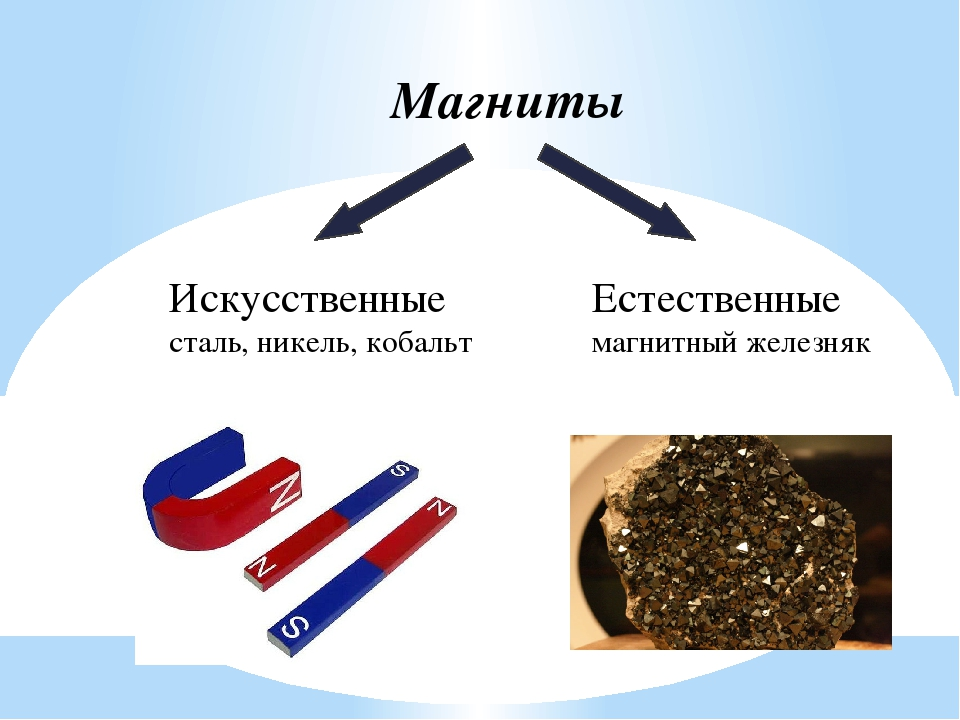 Магниты
Искусственные
сталь, никель, кобальт
Естественные
магнитный железняк
S
N
N
N
S